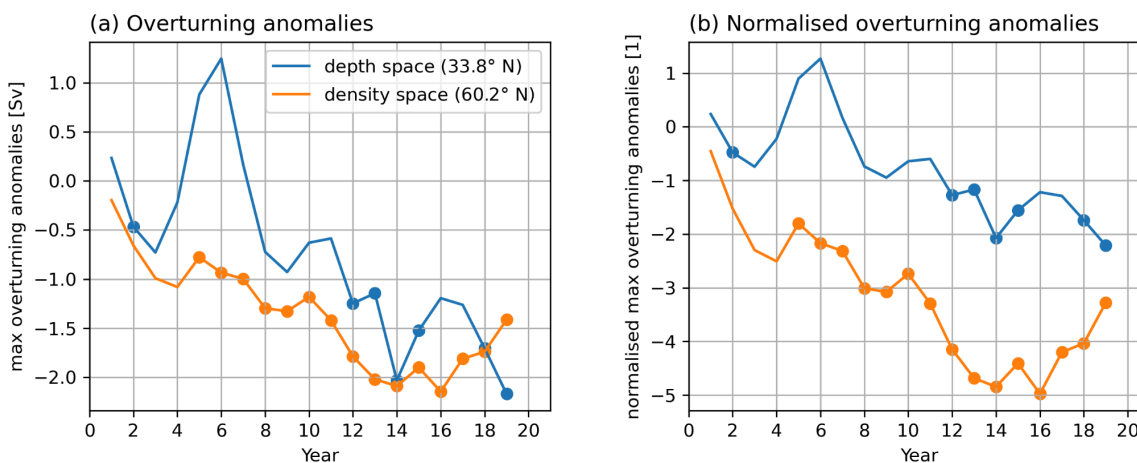 (a) Overturning anomalies
max overturning anomalies [Sv]
1.0
0.5
0.0
−0.5
−1.0
−1.5
−2.0
depth space (33.8° N)
density space (60.2° N)
0 2 4 6 8 10 12 14 16 18 20
Year
(b) Normalised overturning anomalies
normalised max overturning anomalies [1]
1
0
−1
−2
−3
−4
−5
0 2 4 6 8 10 12 14 16 18 20
Year